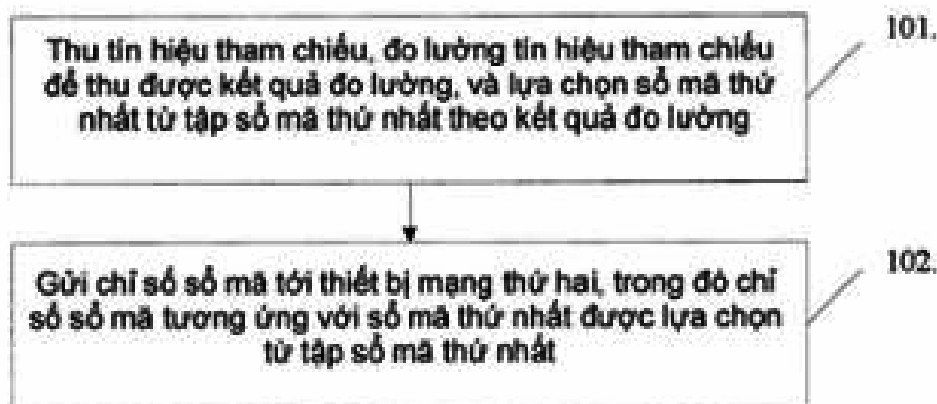 Thu tín hiệu tham chiếu, đo lường tín hiệu tham chiếu
để thu được kết quả đo lường, và lựa chọn sổ mã thứ
nhất từ tập sổ mã thứ nhất theo kết quả đo lường
101.
Gửi chỉ số sổ mã tới thiết bị mạng thứ hai, trong đó chỉ
số sổ mã tương ứng với sổ mã thứ nhất được lựa chọn
từ tập sổ mã thứ nhất
102.